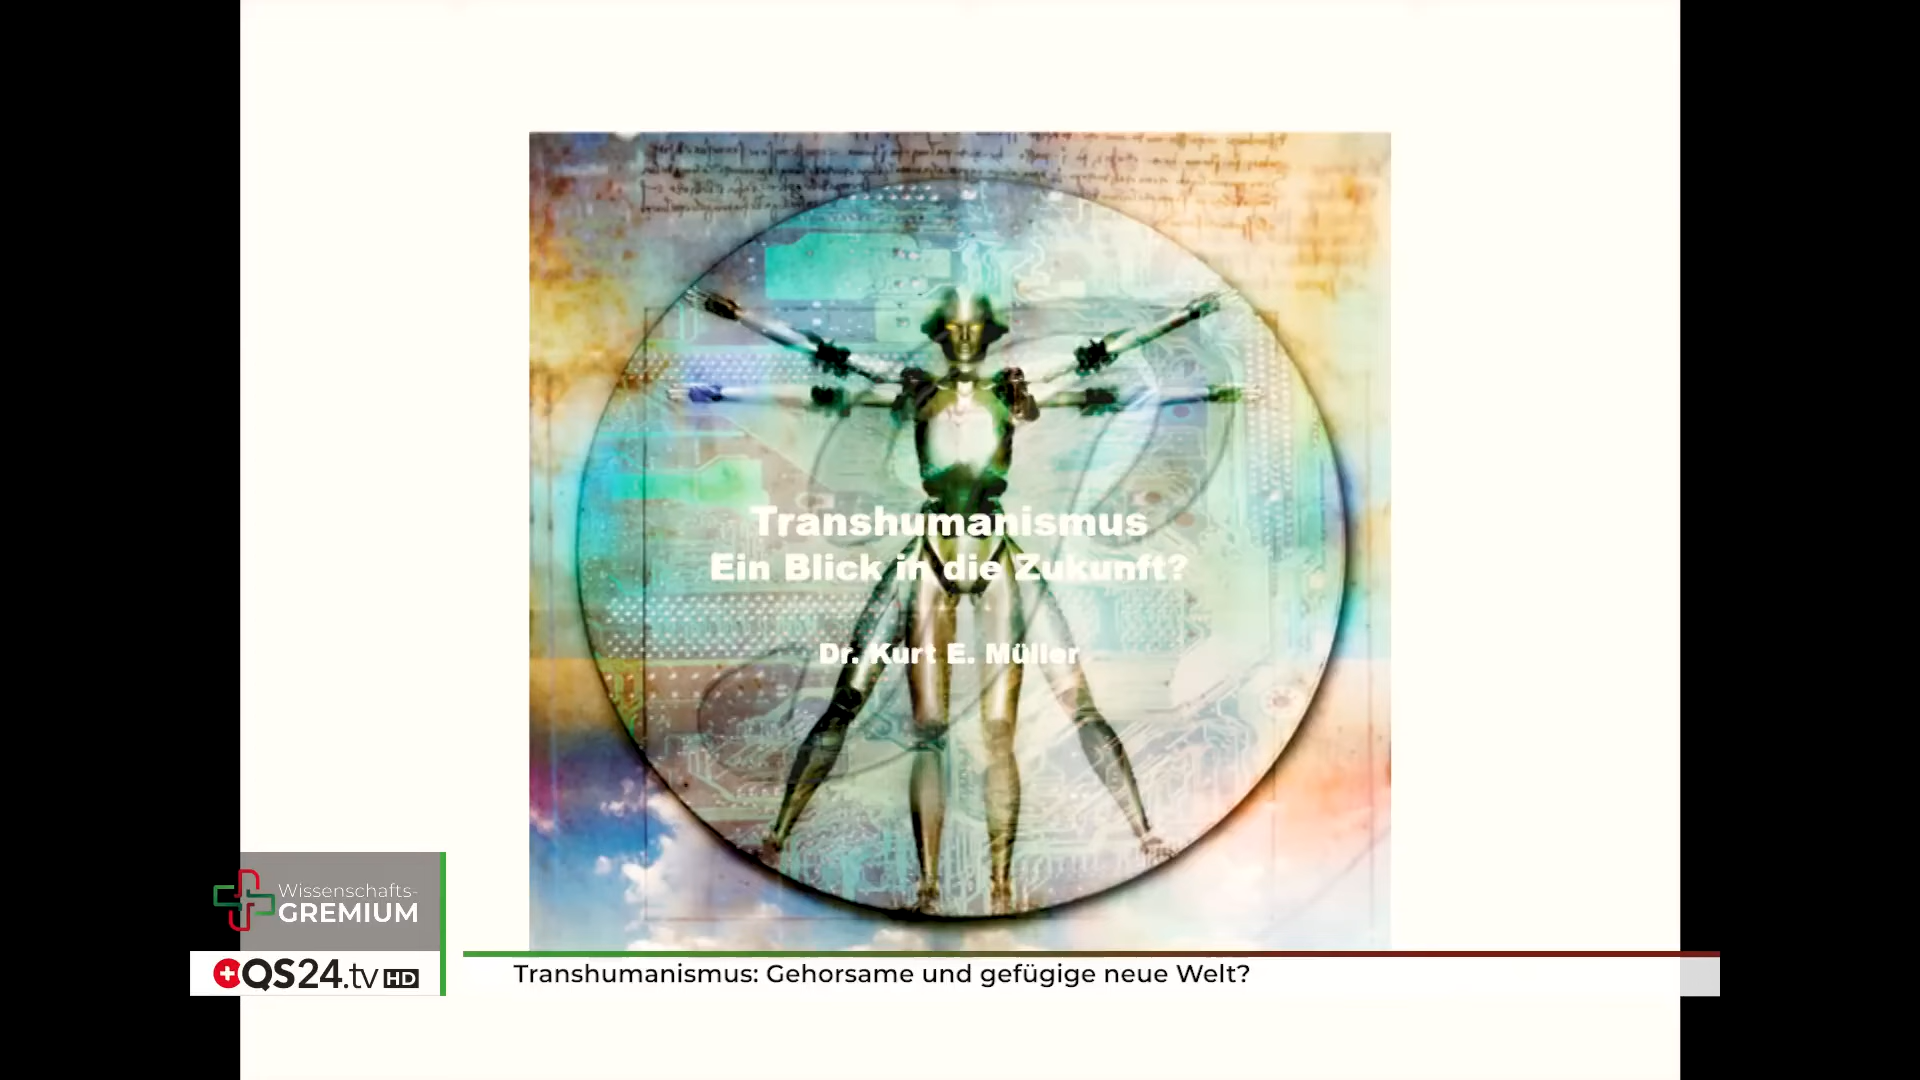 Transhumanismus
Ein Blick in die Zukunft?
Dr. Kurt E. Müller
Wissenschafts-
GREMIUM
QS24.tv HD
Transhumanismus: Gehorsame und gefügige neue Welt?